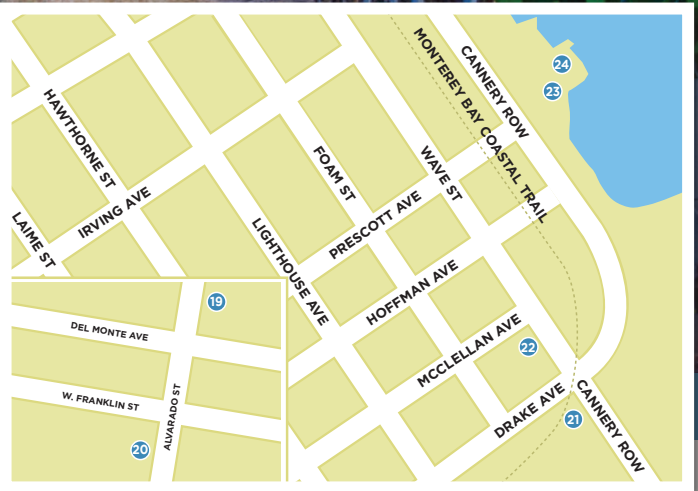 MONTEREY BAY COASTAL TRAIL
CANNERY ROW
24
23
HAWTHORNE ST
FOAM ST
WAVE ST
IRVING AVE
LAIME ST
LIGHTHOUSE AVE
PRESCOTT AVE
HOFFMAN AVE
MCCLELLAN AVE
22
DRAKE AVE
21
CANNERY ROW
19
DEL MONTE AVE
W. FRANKLIN ST
ALVARADO ST
20